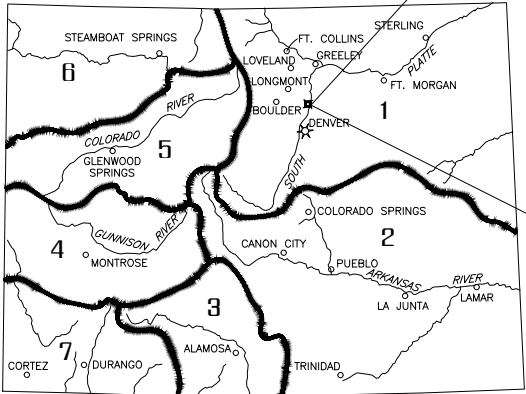 STERLING
STEAMBOAT SPRINGS
FT. COLLINS
GREELEY
LOVELAND
PLATTE
6
LONGMONT
FT. MORGAN
RIVER
BOULDER
1
DENVER
COLORADO
5
GLENWOOD
SPRINGS
SOUTH
COLORADO SPRINGS
RIVER
GUNNISON
2
4
CANON CITY
MONTROSE
PUEBLO
ARKANSAS
RIVER
LAMAR
3
LA JUNTA
7
ALAMOSA
CORTEZ
DURANGO
TRINIDAD